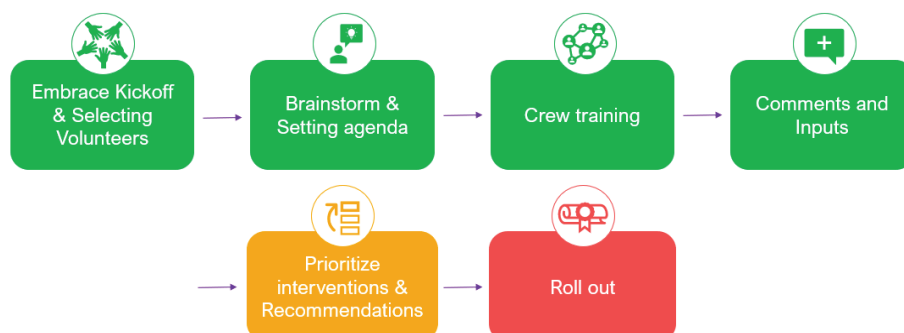 Embrace Kickoff
& Selecting
Volunteers
Brainstorm &
Setting agenda
Crew training
Comments and
Inputs
Prioritize
interventions &
Recommendations
Roll out